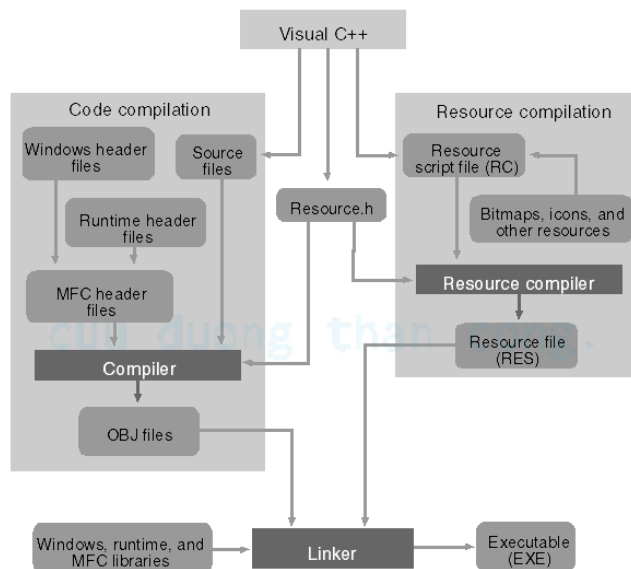 Visual C++
Code compilation
Windows header
files
Source
files
Runtime header
files
MFC header
files
Compiler
OBJ files
Resource.h
Resource compilation
Resource
script file (RC)
Bitmaps, icons, and
other resources
Resource compiler
Resource file
(RES)
cuu duong than cong.
Windows, runtime, and
MFC libraries
Linker
Executable
(EXE)